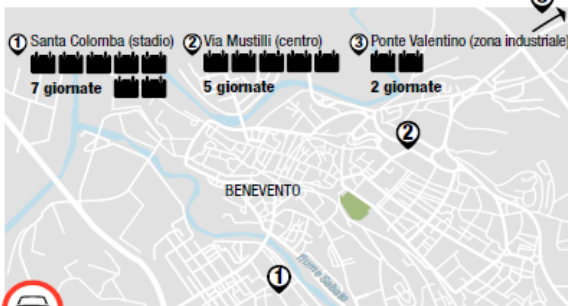 3
1 Santa Colomba (stadio)
7 giornate
2 Via Mustilli (centro)
5 giornate
3 Ponte Valentino (zona industriale)
2 giornate
2
BENEVENTO
fiume Sabato
1